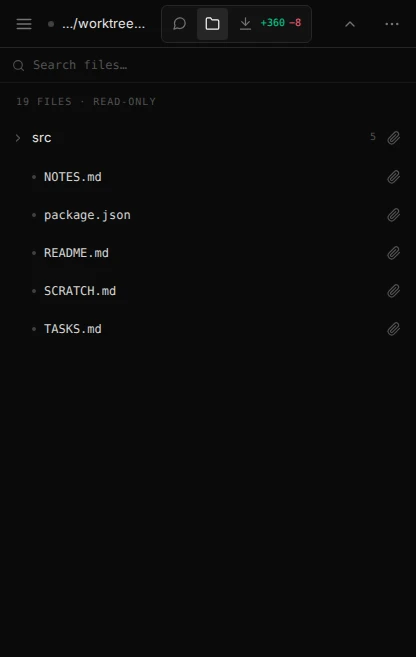 .../worktree... +360 −8
Search files…
19 FILES · READ-ONLY
src 5
NOTES.md
package.json
README.md
SCRATCH.md
TASKS.md